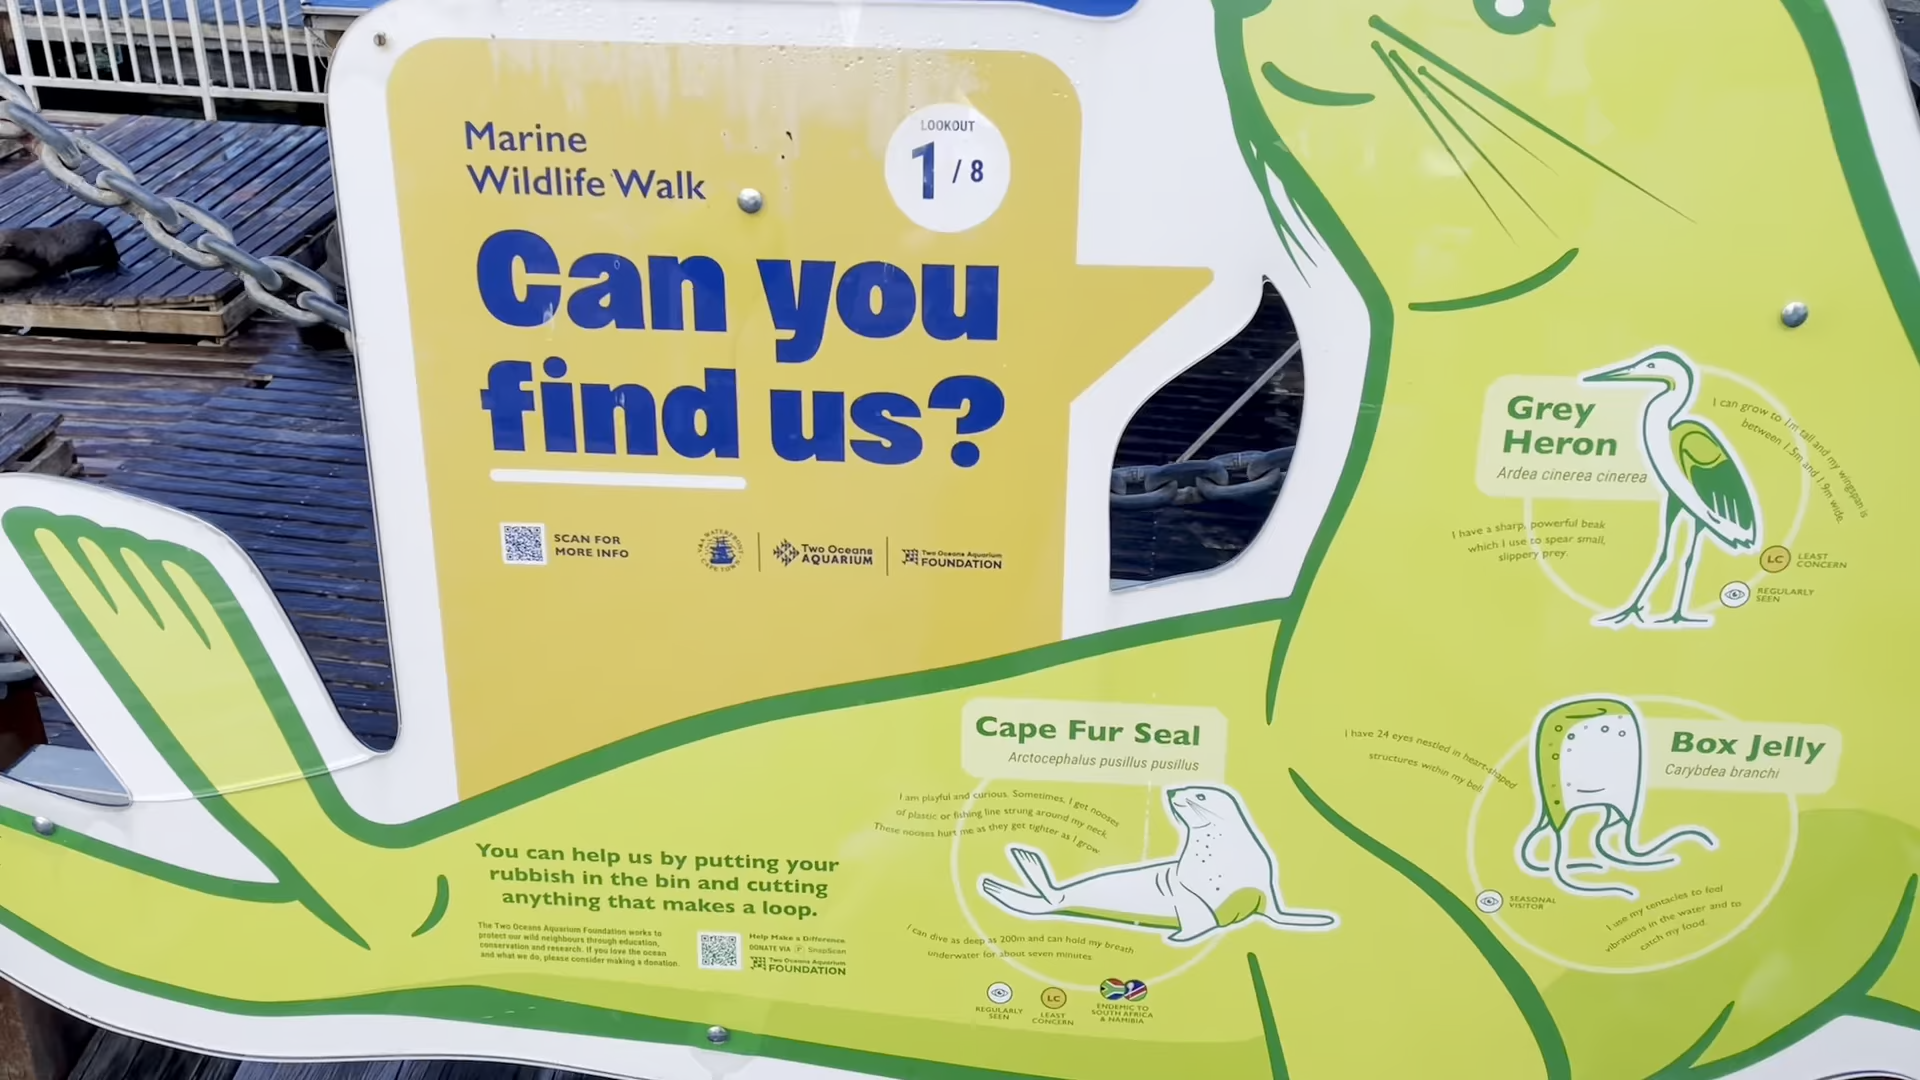 Marine
Wildlife Walk
LOOKOUT
1 / 8
Can you
find us?
SCAN FOR
MORE INFO
V&A WATERFRONT
CAPE TOWN
Two Oceans
AQUARIUM
Two Oceans Aquarium
FOUNDATION
Grey
Heron
Ardea cinerea cinerea
I can grow to 1m tall and my wingspan is
between 1.5m and 1.9m wide.
I have a sharp, powerful beak
which I use to spear small,
slippery prey.
LC
LEAST
CONCERN
REGULARLY
SEEN
Cape Fur Seal
Arctocephalus pusillus pusillus
I am playful and curious. Sometimes, I get nooses
of plastic or fishing line strung around my neck.
These nooses hurt me as they get tighter as I grow.
I can dive as deep as 200m and can hold my breath
underwater for about seven minutes.
REGULARLY
SEEN
LC
LEAST
CONCERN
ENDEMIC TO
SOUTH AFRICA
& NAMIBIA
Box Jelly
Carybdea branchi
I have 24 eyes nestled in heart-shaped
structures within my bell
SEASONAL
VISITOR
I use my tentacles to feel
vibrations in the water and to
catch my food.
You can help us by putting your
rubbish in the bin and cutting
anything that makes a loop.
The Two Oceans Aquarium Foundation works to
protect our wild neighbours through education,
conservation and research. If you love the ocean
and what we do, please consider making a donation.
Help Make a Difference
DONATE VIA SnapScan
Two Oceans Aquarium
FOUNDATION